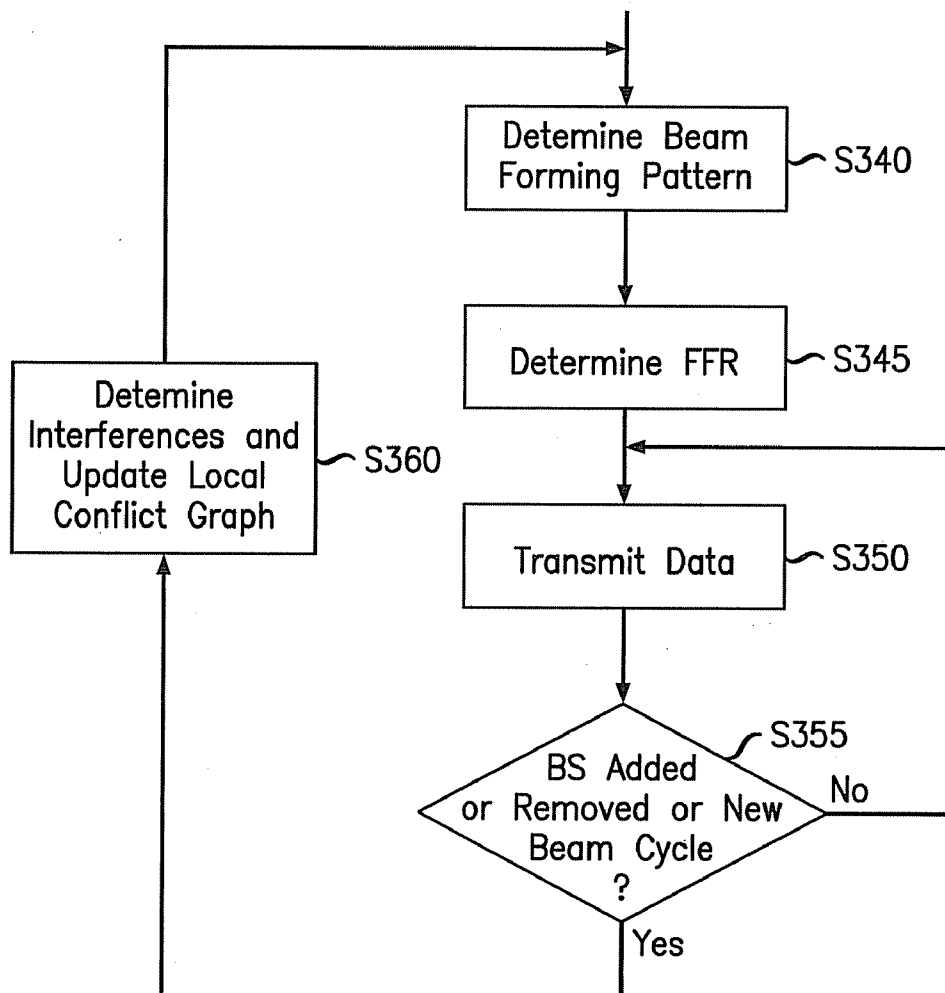 Detemine Beam
Forming Pattern
S340
Determine FFR
S345
Detemine
Interferences and
Update Local
Conflict Graph
S360
Transmit Data
S350
S355
BS Added
or Removed or New
Beam Cycle
?
No
Yes